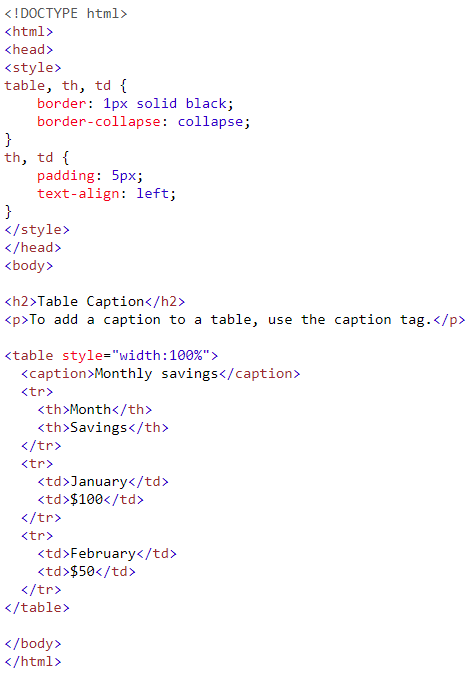 <!DOCTYPE html>
<html>
<head>
<style>
table, th, td {
    border: 1px solid black;
    border-collapse: collapse;
}
th, td {
    padding: 5px;
    text-align: left;
}
</style>
</head>
<body>

<h2>Table Caption</h2>
<p>To add a caption to a table, use the caption tag.</p>

<table style="width:100%">
  <caption>Monthly savings</caption>
  <tr>
    <th>Month</th>
    <th>Savings</th>
  </tr>
  <tr>
    <td>January</td>
    <td>$100</td>
  </tr>
  <tr>
    <td>February</td>
    <td>$50</td>
  </tr>
</table>

</body>
</html>